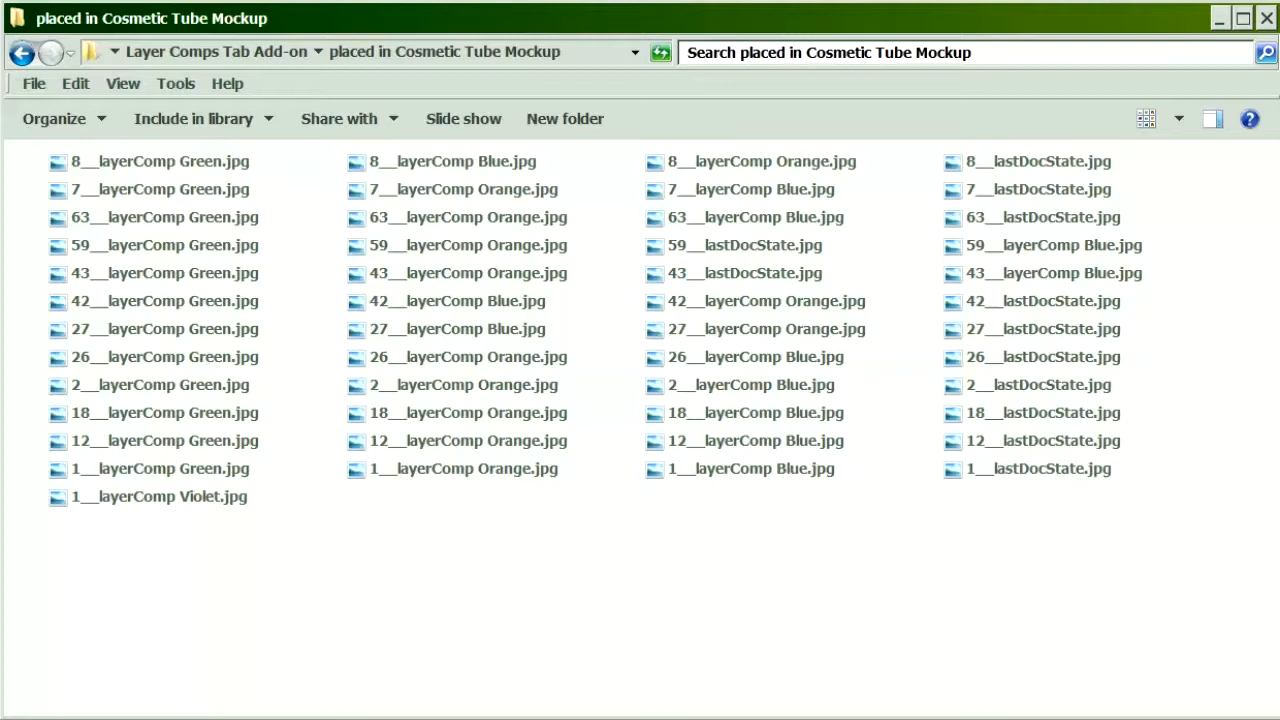 placed in Cosmetic Tube Mockup
Layer Comps Tab Add-on placed in Cosmetic Tube Mockup Search placed in Cosmetic Tube Mockup
File Edit View Tools Help
Organize Include in library Share with Slide show New folder
8__layerComp Green.jpg 8__layerComp Blue.jpg 8__layerComp Orange.jpg 8__lastDocState.jpg
7__layerComp Green.jpg 7__layerComp Orange.jpg 7__layerComp Blue.jpg 7__lastDocState.jpg
63__layerComp Green.jpg 63__layerComp Orange.jpg 63__layerComp Blue.jpg 63__lastDocState.jpg
59__layerComp Green.jpg 59__layerComp Orange.jpg 59__lastDocState.jpg 59__layerComp Blue.jpg
43__layerComp Green.jpg 43__layerComp Orange.jpg 43__lastDocState.jpg 43__layerComp Blue.jpg
42__layerComp Green.jpg 42__layerComp Blue.jpg 42__layerComp Orange.jpg 42__lastDocState.jpg
27__layerComp Green.jpg 27__layerComp Blue.jpg 27__layerComp Orange.jpg 27__lastDocState.jpg
26__layerComp Green.jpg 26__layerComp Orange.jpg 26__layerComp Blue.jpg 26__lastDocState.jpg
2__layerComp Green.jpg 2__layerComp Orange.jpg 2__layerComp Blue.jpg 2__lastDocState.jpg
18__layerComp Green.jpg 18__layerComp Orange.jpg 18__layerComp Blue.jpg 18__lastDocState.jpg
12__layerComp Green.jpg 12__layerComp Orange.jpg 12__layerComp Blue.jpg 12__lastDocState.jpg
1__layerComp Green.jpg 1__layerComp Orange.jpg 1__layerComp Blue.jpg 1__lastDocState.jpg
1__layerComp Violet.jpg